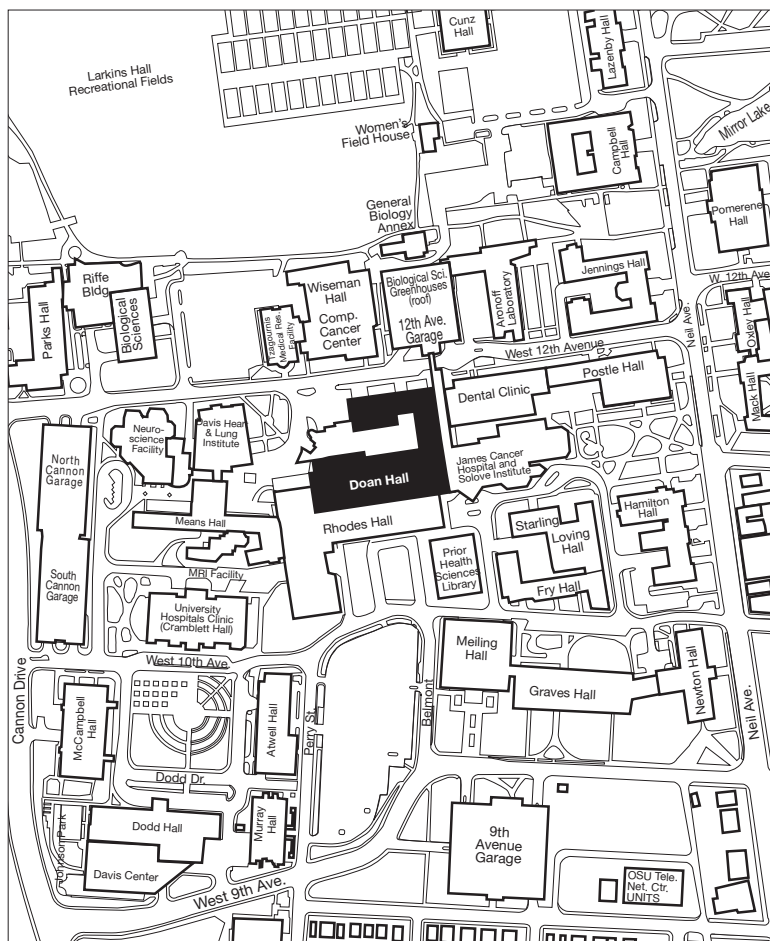 Cunz
Hall
Lazenby Hall
Larkins Hall
Recreational Fields
Women's
Field House
Campbell
Hall
Mirror Lake
Pomerene
Hall
General
Biology
Annex
Riffe
Bldg.
Parks Hall
Biological
Sciences
Wiseman
Hall
Comp.
Cancer
Center
Tzagournis
Medical Res.
Facility
Biological Sci.
Greenhouses
(roof)
12th Ave.
Garage
Aronoff
Laboratory
Jennings Hall
W. 12th Ave
Neil Ave.
Oxley Hall
Mack Hall
West 12th Avenue
Postle Hall
Dental Clinic
Neuro-
science
Facility
Davis Heart
& Lung
Institute
North
Cannon
Garage
Doan Hall
James Cancer
Hospital and
Solove Institute
Means Hall
Rhodes Hall
Starling
Loving
Hall
Hamilton
Hall
MRI Facility
South
Cannon
Garage
Prior
Health
Sciences
Library
Fry Hall
University
Hospitals Clinic
(Cramblett Hall)
West 10th Ave.
Cannon Drive
McCampbell
Hall
Atwell Hall
Perry St.
Belmont
Meiling
Hall
Graves Hall
Newton Hall
Neil Ave.
Dodd Dr.
Johnson Park
Dodd Hall
Davis Center
Murray
Hall
West 9th Ave.
9th
Avenue
Garage
OSU Tele.
Net. Ctr.
UNITS